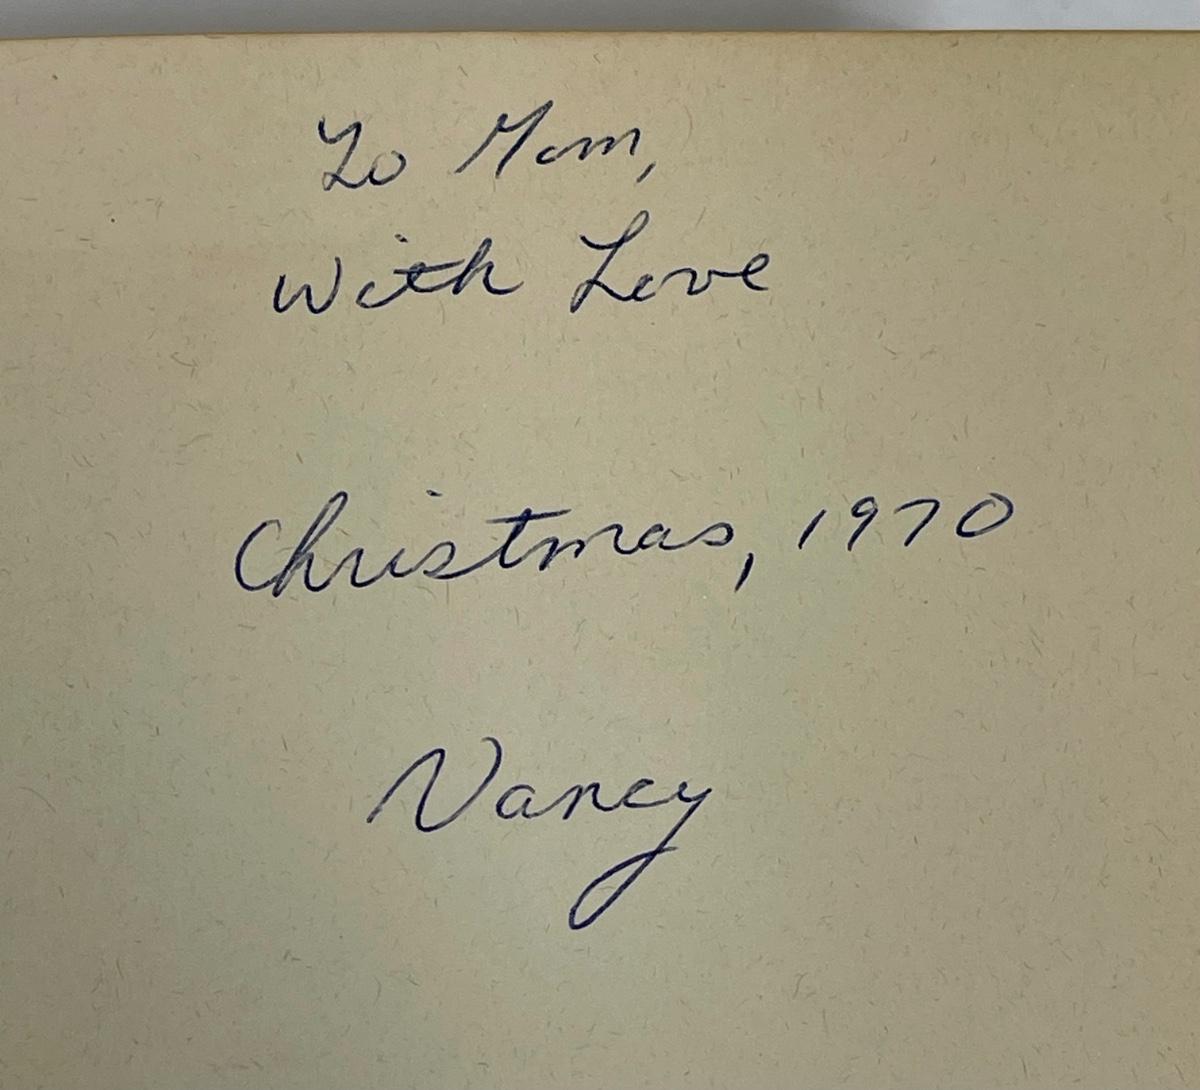 To Mom,
With Love
Christmas, 1970
Nancy